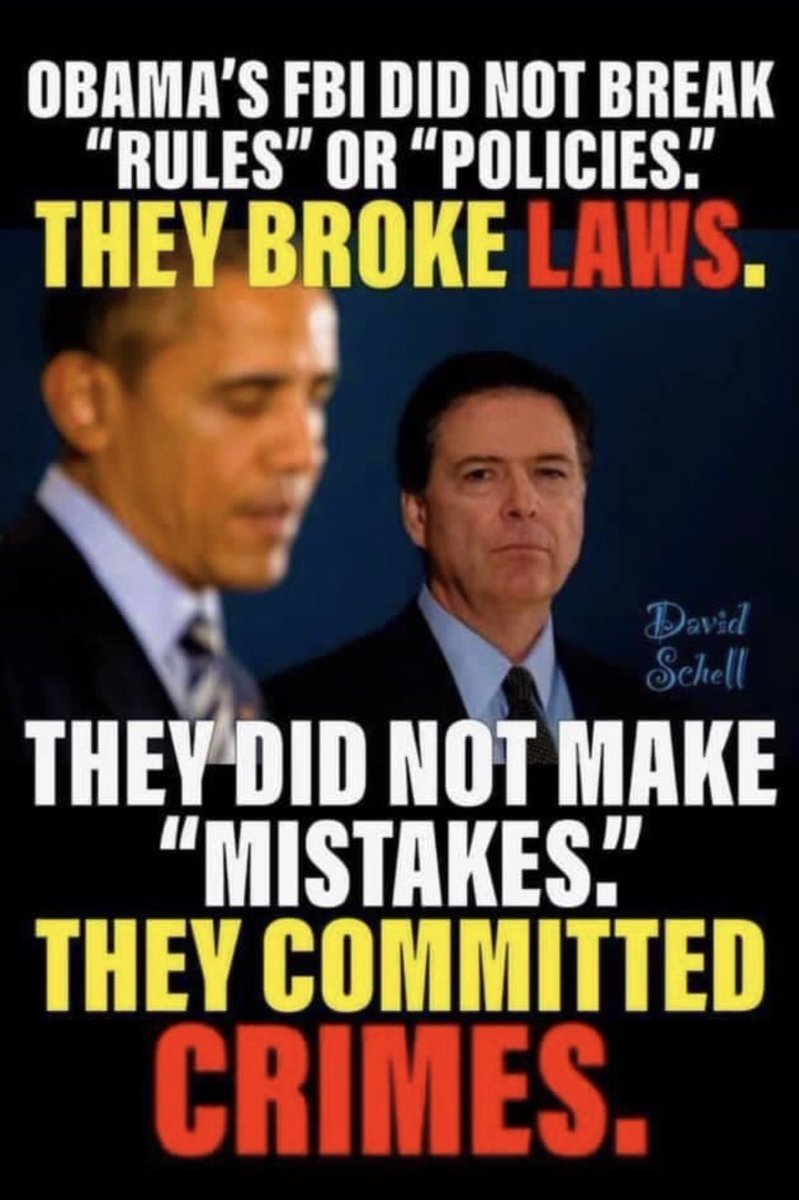 OBAMA'S FBI DID NOT BREAK
"RULES" OR "POLICIES."
THEY BROKE LAWS.
David
Schell
THEY DID NOT MAKE
"MISTAKES."
THEY COMMITTED
CRIMES.